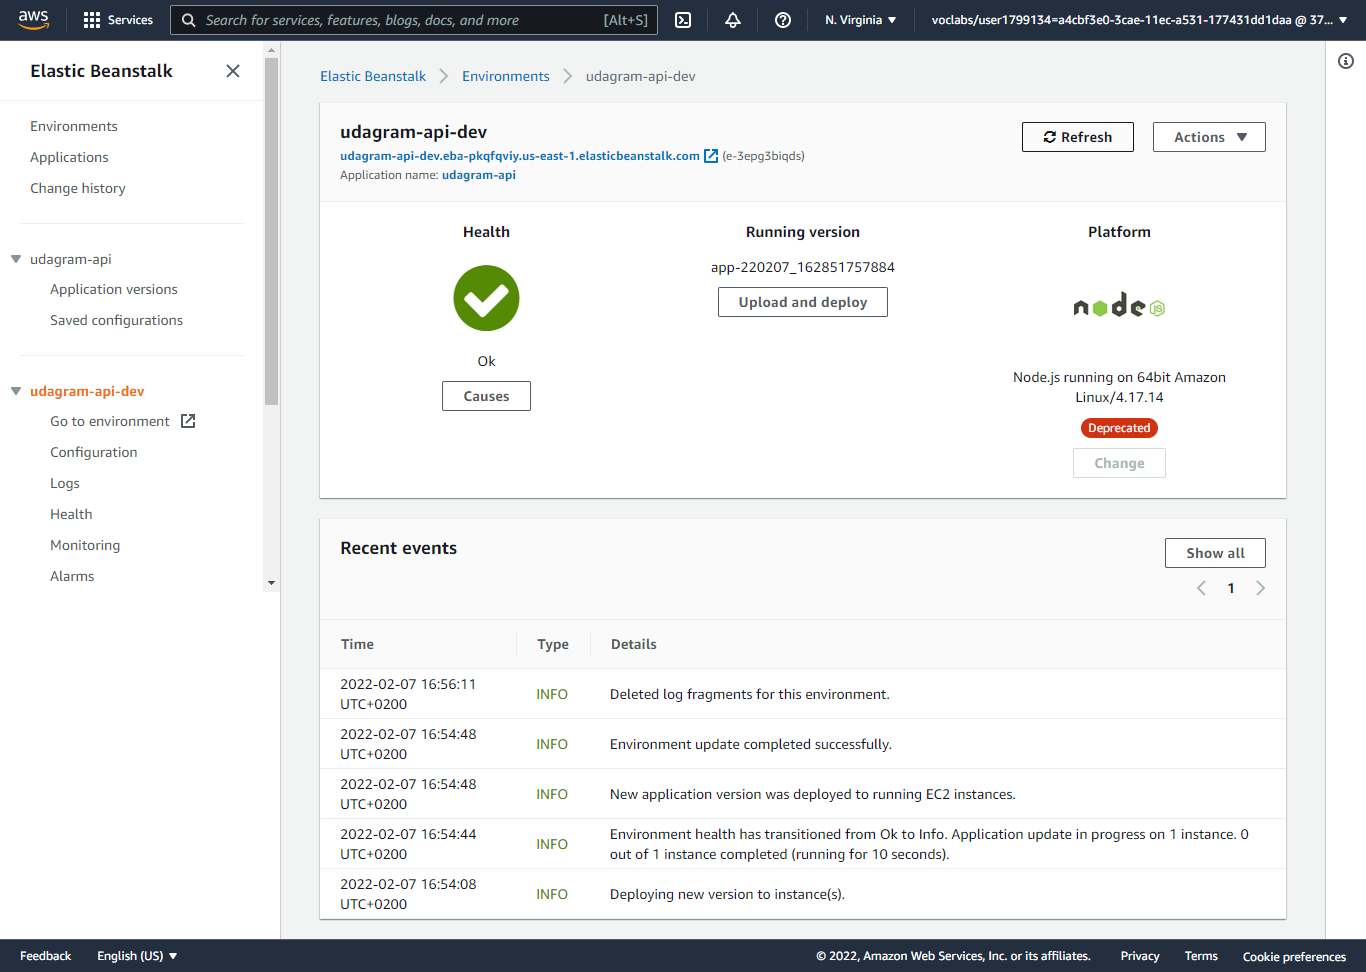 aws
Services
Search for services, features, blogs, docs, and more
[Alt+S]
N. Virginia
voclabs/user1799134=a4cbf3e0-3cae-11ec-a531-177431dd1daa @ 37...
Elastic Beanstalk
Environments
Applications
Change history
udagram-api
Application versions
Saved configurations
udagram-api-dev
Go to environment
Configuration
Logs
Health
Monitoring
Alarms
Elastic Beanstalk
Environments
udagram-api-dev
udagram-api-dev
udagram-api-dev.eba-pkqfqviy.us-east-1.elasticbeanstalk.com (e-3epg3biqds)
Application name: udagram-api
Refresh
Actions
Health
Ok
Causes
Running version
app-220207_162851757884
Upload and deploy
Platform
node JS
Node.js running on 64bit Amazon
Linux/4.17.14
Deprecated
Change
Recent events
Show all
1
Time Type Details
2022-02-07 16:56:11
UTC+0200
INFO
Deleted log fragments for this environment.
2022-02-07 16:54:48
UTC+0200
INFO
Environment update completed successfully.
2022-02-07 16:54:48
UTC+0200
INFO
New application version was deployed to running EC2 instances.
2022-02-07 16:54:44
UTC+0200
INFO
Environment health has transitioned from Ok to Info. Application update in progress on 1 instance. 0
out of 1 instance completed (running for 10 seconds).
2022-02-07 16:54:08
UTC+0200
INFO
Deploying new version to instance(s).
Feedback
English (US)
© 2022, Amazon Web Services, Inc. or its affiliates.
Privacy
Terms
Cookie preferences